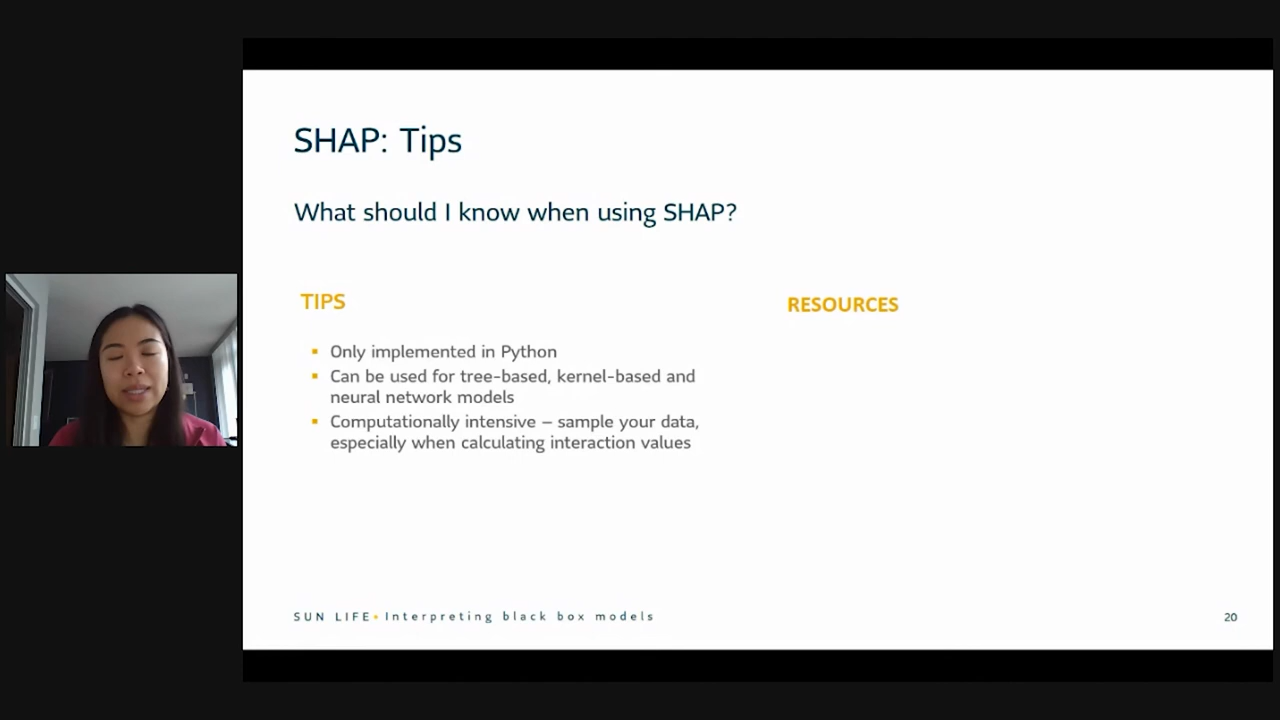 SHAP: Tips
What should I know when using SHAP?
TIPS
RESOURCES
▪ Only implemented in Python
▪ Can be used for tree-based, kernel-based and
neural network models
▪ Computationally intensive – sample your data,
especially when calculating interaction values
SUN LIFE • Interpreting black box models
20